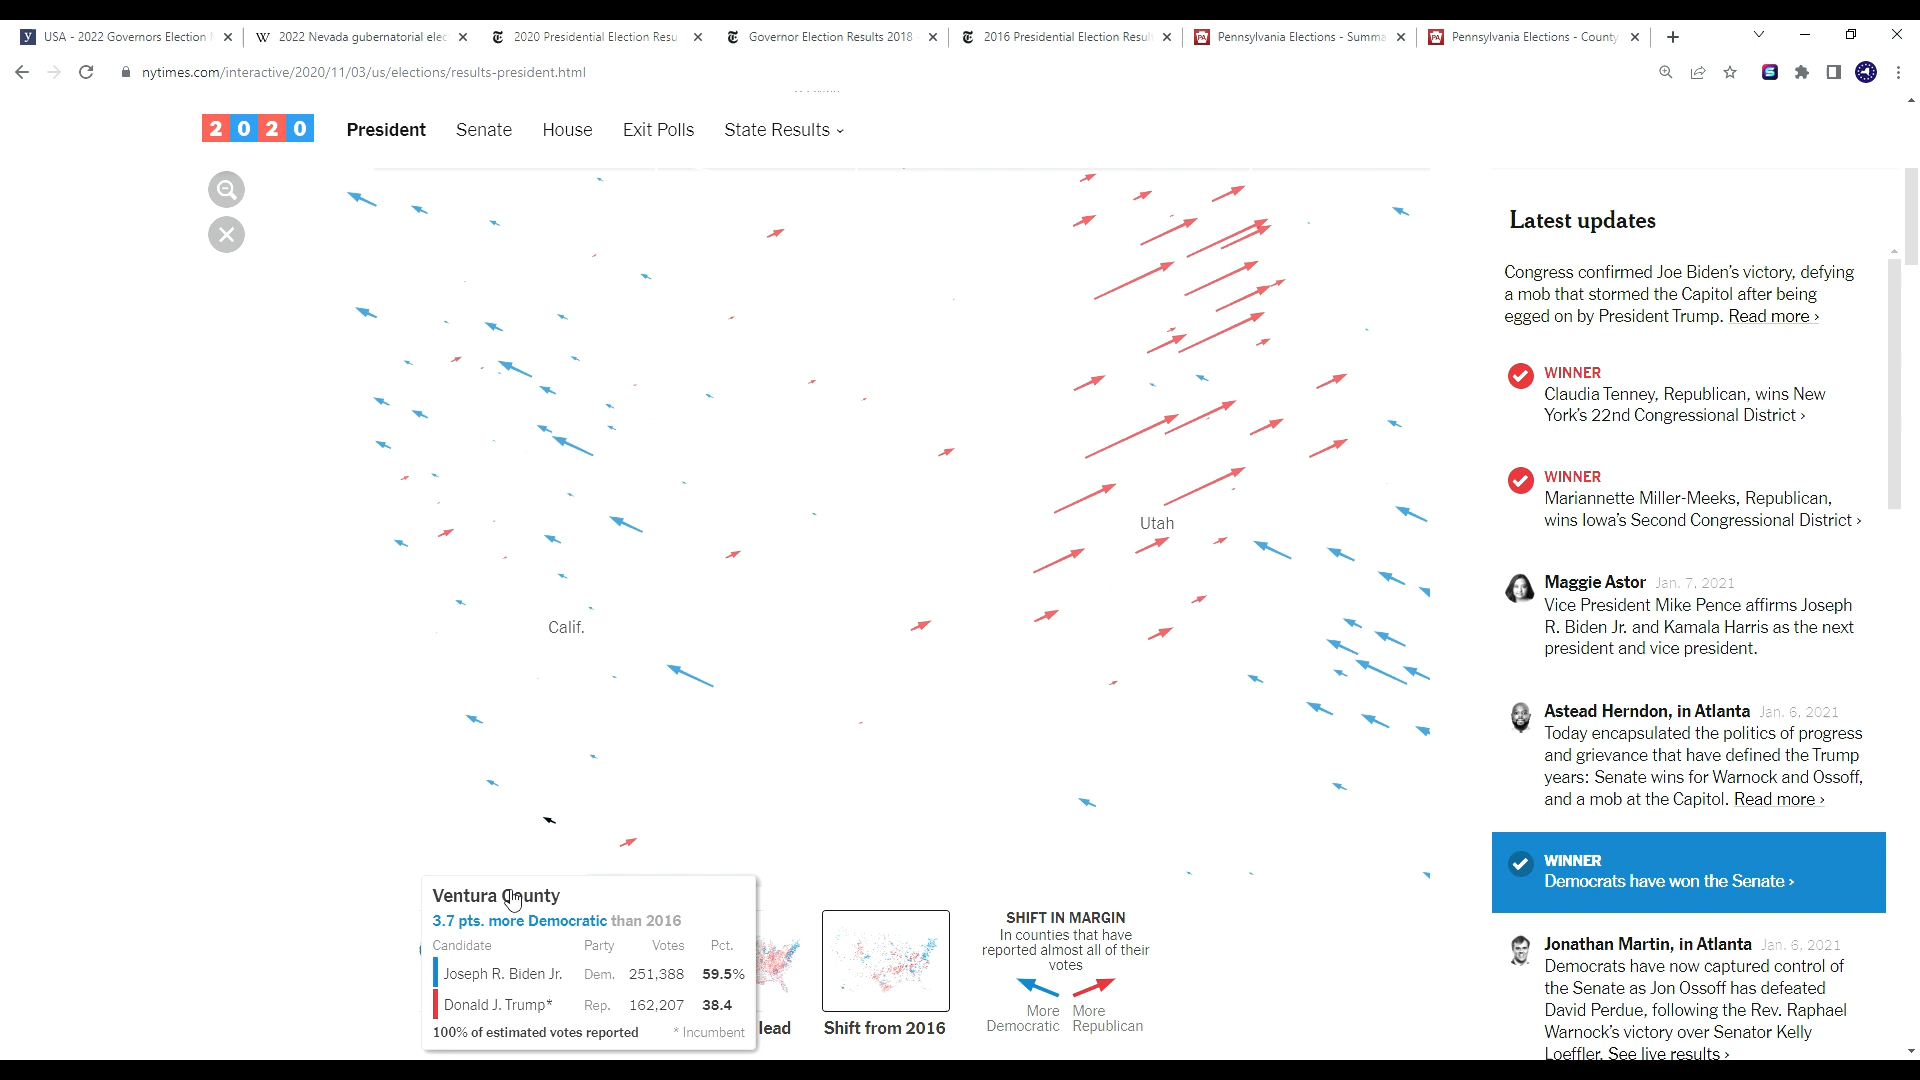 USA - 2022 Governors Election
2022 Nevada gubernatorial elec
2020 Presidential Election Resu
Governor Election Results 2018 -
2016 Presidential Election Result
Pennsylvania Elections - Summa
Pennsylvania Elections - County
nytimes.com/interactive/2020/11/03/us/elections/results-president.html
2020
President
Senate
House
Exit Polls
State Results
Utah
Calif.
Ventura County
3.7 pts. more Democratic than 2016
Candidate Party Votes Pct.
Joseph R. Biden Jr. Dem. 251,388 59.5%
Donald J. Trump* Rep. 162,207 38.4
100% of estimated votes reported * Incumbent
lead
Shift from 2016
SHIFT IN MARGIN
In counties that have
reported almost all of their
votes
More
Democratic
More
Republican
Latest updates
Congress confirmed Joe Biden's victory, defying
a mob that stormed the Capitol after being
egged on by President Trump. Read more ›
WINNER
Claudia Tenney, Republican, wins New
York's 22nd Congressional District ›
WINNER
Mariannette Miller-Meeks, Republican,
wins Iowa's Second Congressional District ›
Maggie Astor Jan. 7, 2021
Vice President Mike Pence affirms Joseph
R. Biden Jr. and Kamala Harris as the next
president and vice president.
Astead Herndon, in Atlanta Jan. 6, 2021
Today encapsulated the politics of progress
and grievance that have defined the Trump
years: Senate wins for Warnock and Ossoff,
and a mob at the Capitol. Read more ›
WINNER
Democrats have won the Senate ›
Jonathan Martin, in Atlanta Jan. 6, 2021
Democrats have now captured control of
the Senate as Jon Ossoff has defeated
David Perdue, following the Rev. Raphael
Warnock's victory over Senator Kelly
Loeffler. See live results ›